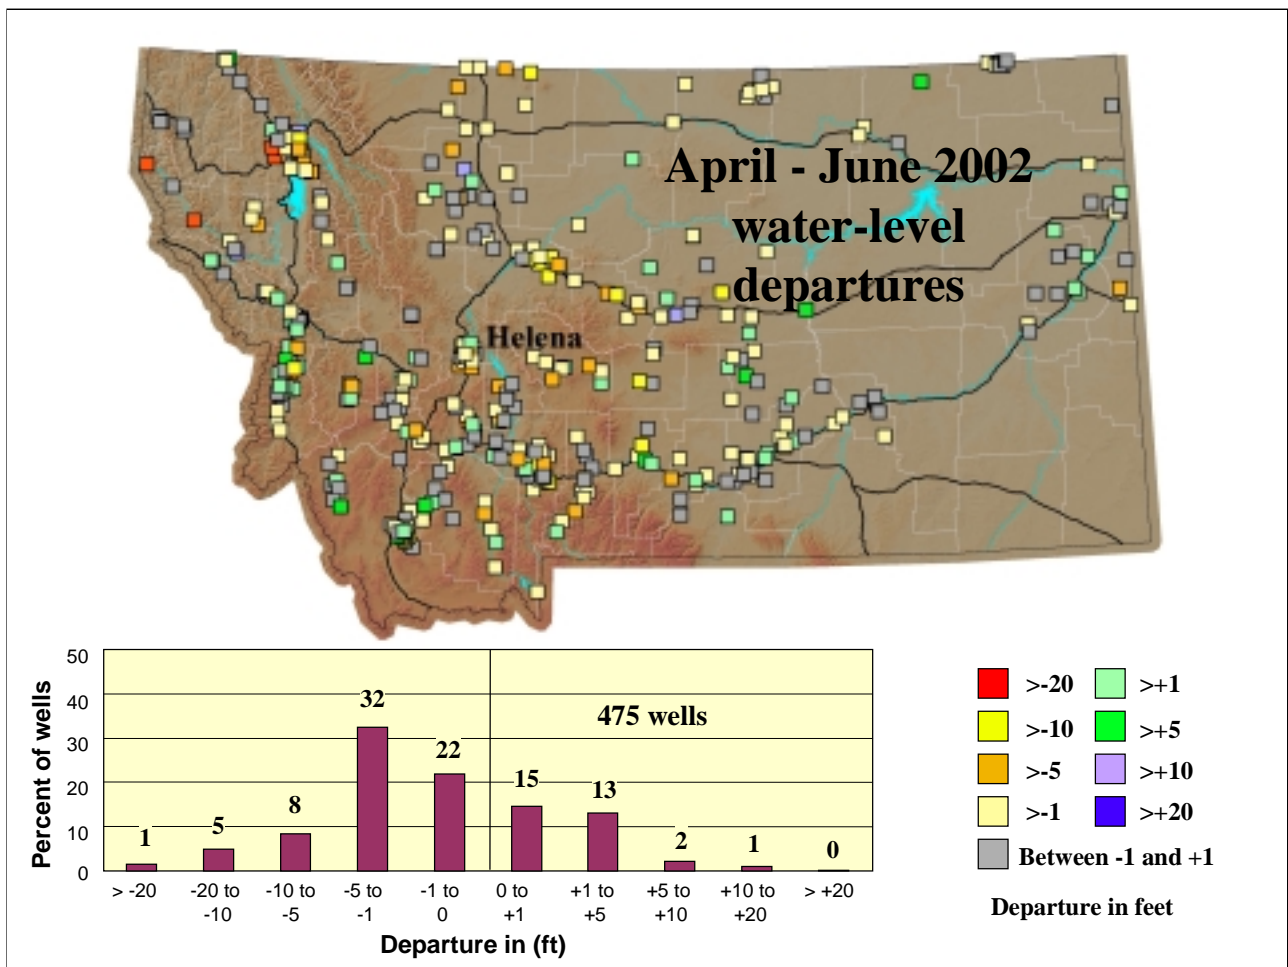 April - June 2002
water-level
departures
Helena
50
40
30
20
10
0
Percent of wells
1
5
8
32
22
15
13
2
1
0
475 wells
> -20
-20 to
-10
-10 to
-5
-5 to
-1
-1 to
0
0 to
+1
+1 to
+5
+5 to
+10
+10 to
+20
> +20
Departure in (ft)
>-20
>+1
>-10
>+5
>-5
>+10
>-1
>+20
Between -1 and +1
Departure in feet